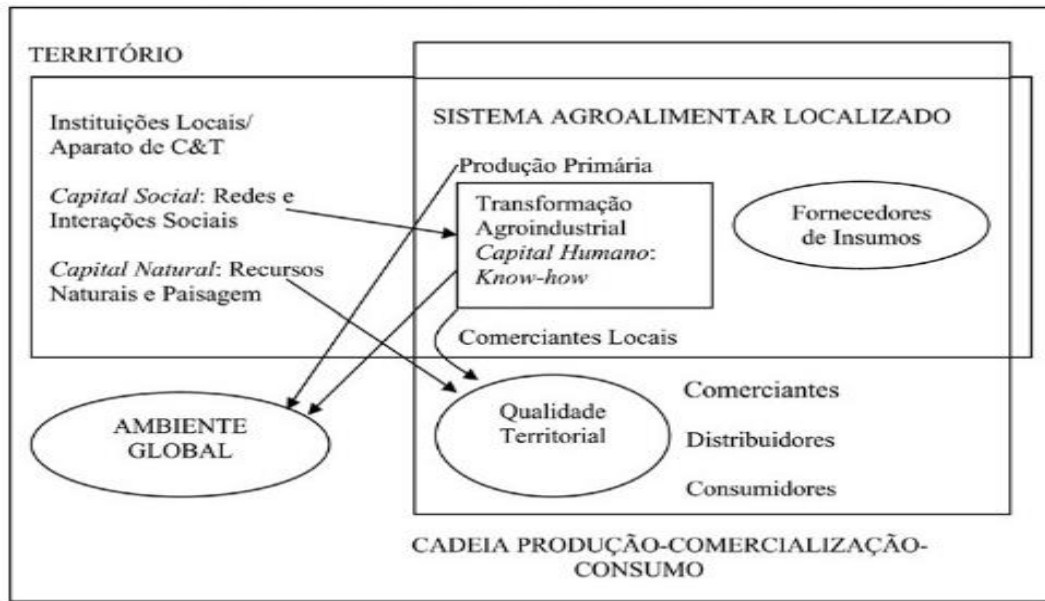 TERRITÓRIO
Instituições Locais/
Aparato de C&T
Capital Social: Redes e
Interações Sociais
Capital Natural: Recursos
Naturais e Paisagem
SISTEMA AGROALIMENTAR LOCALIZADO
Produção Primária
Transformação
Agroindustrial
Capital Humano:
Know-how
Fornecedores
de Insumos
Comerciantes Locais
AMBIENTE
GLOBAL
Qualidade
Territorial
Comerciantes
Distribuidores
Consumidores
CADEIA PRODUÇÃO-COMERCIALIZAÇÃO-
CONSUMO